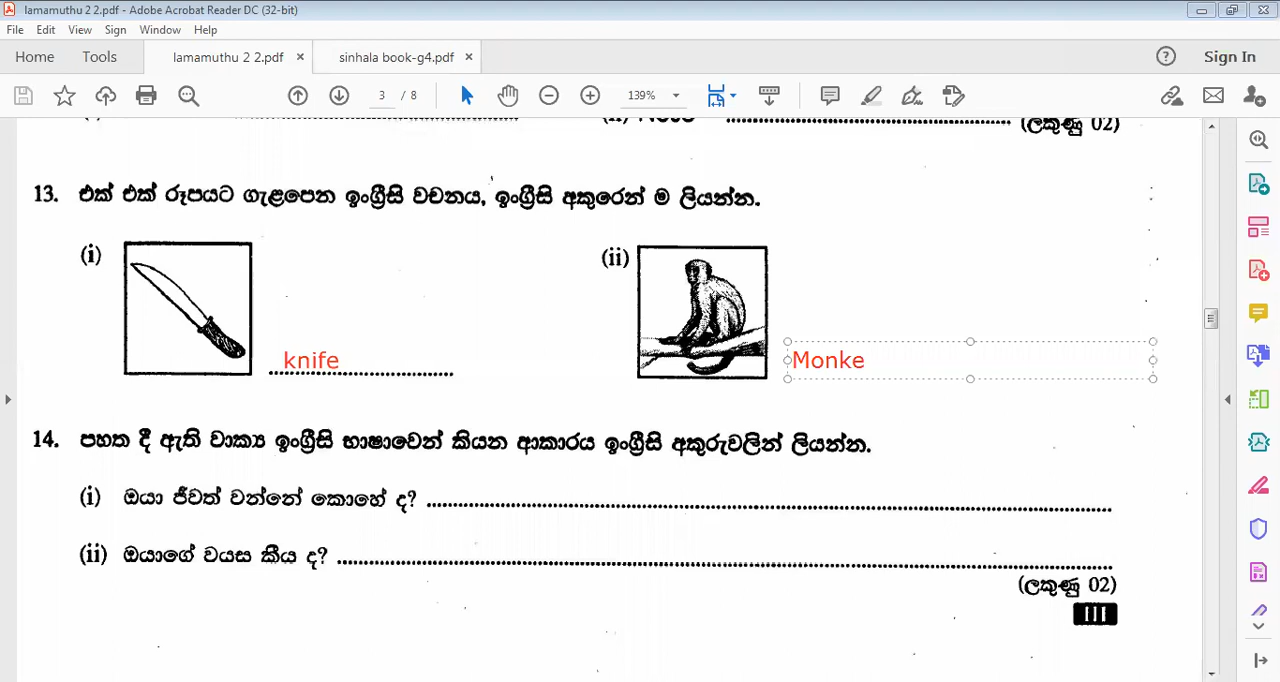 lamamuthu 2 2.pdf - Adobe Acrobat Reader DC (32-bit)
File Edit View Sign Window Help
Home Tools lamamuthu 2 2.pdf × sinhala book-g4.pdf × Sign In
3 / 8 139%
(ලකුණු 02)
13. එක් එක් රූපයට ගැළපෙන ඉංග්‍රීසි වචනය, ඉංග්‍රීසි අකුරෙන් ම ලියන්න.
(i) (ii)
knife Monke
14. පහත දී ඇති වාක්‍ය ඉංග්‍රීසි භාෂාවෙන් කියන ආකාරය ඉංග්‍රීසි අකුරුවලින් ලියන්න.
(i) ඔයා ජීවත් වන්නේ කොහේ ද? ................
(ii) ඔයාගේ වයස කීය ද? ................
(ලකුණු 02)
III